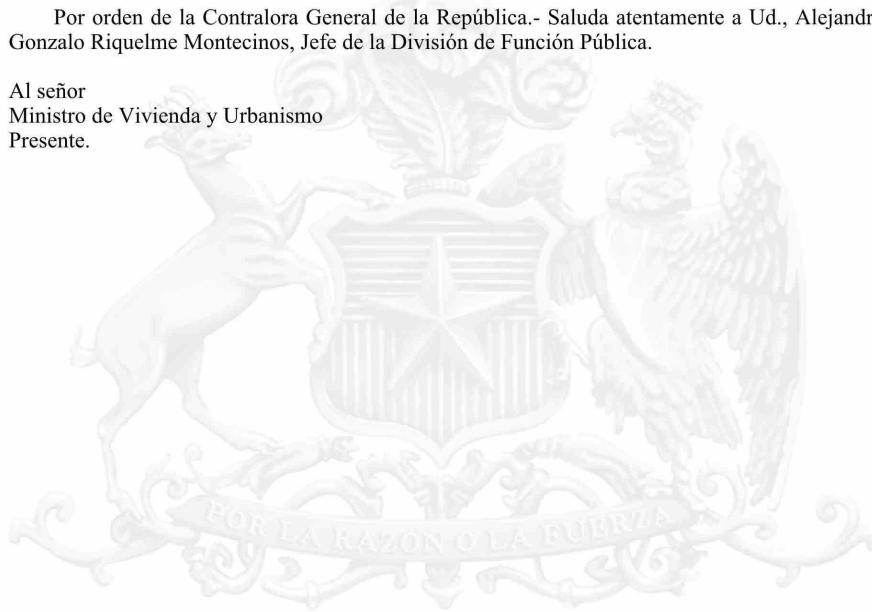 Por orden de la Contralora General de la República.- Saluda atentamente a Ud., Alejandr
Gonzalo Riquelme Montecinos, Jefe de la División de Función Pública.
Al señor
Ministro de Vivienda y Urbanismo
Presente.
POR LA RAZÓN O LA FUERZA